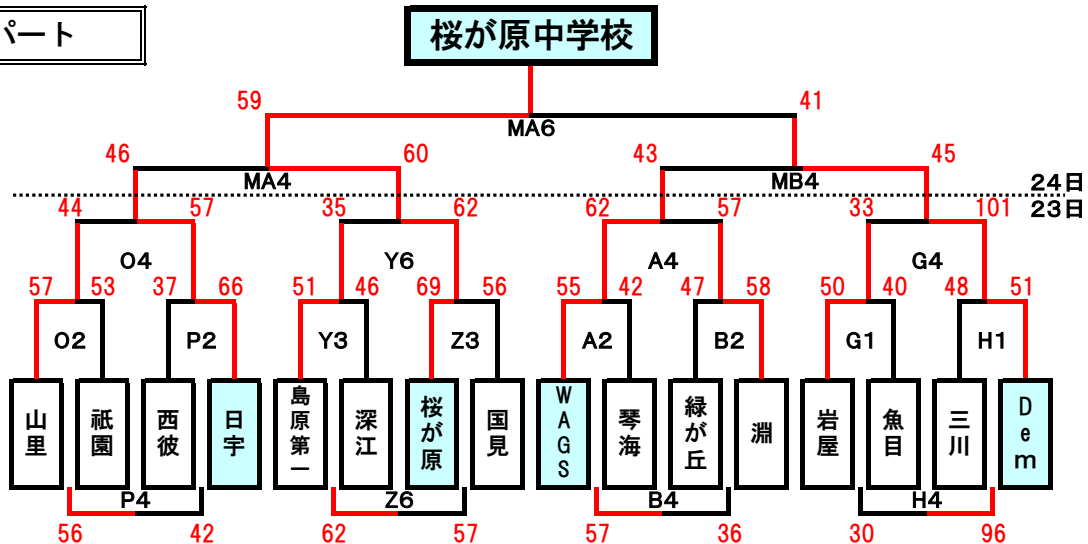 パート
桜が原中学校
59 41
MA6
46 60 43 45
MA4 MB4
24日
23日
44 57 35 62 62 57 33 101
O4 Y6 A4 G4
57 53 37 66 51 46 69 56 55 42 47 58 50 40 48 51
O2 P2 Y3 Z3 A2 B2 G1 H1
山里 祇園 西彼 日宇 島原第一 深江 桜が原 国見 WAGS 琴海 緑が丘 淵 岩屋 魚目 三川 Dem
P4 Z6 B4 H4
56 42 62 57 57 36 30 96